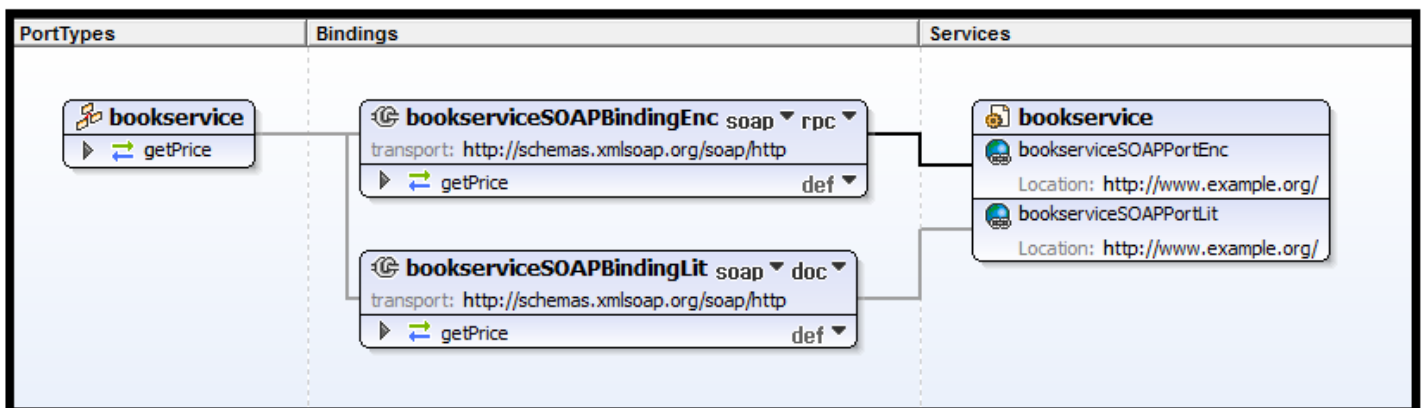 PortTypes
Bindings
Services
bookservice
getPrice
bookserviceSOAPBindingEnc soap rpc
transport: http://schemas.xmlsoap.org/soap/http
getPrice def
bookserviceSOAPBindingLit soap doc
transport: http://schemas.xmlsoap.org/soap/http
getPrice def
bookservice
bookserviceSOAPPortEnc
Location: http://www.example.org/
bookserviceSOAPPortLit
Location: http://www.example.org/